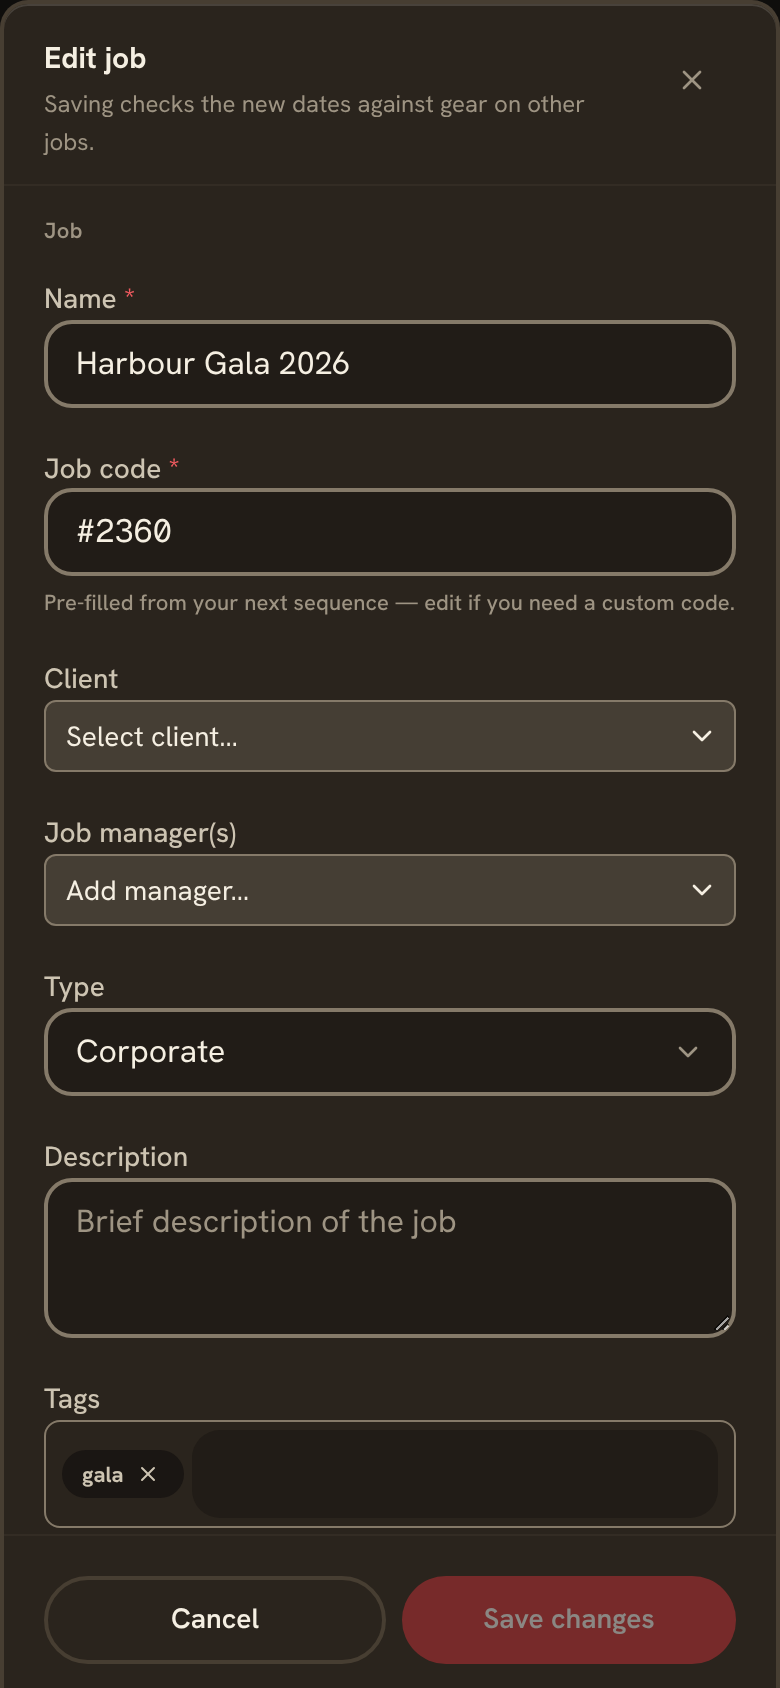 Edit job
Saving checks the new dates against gear on other
jobs.
Job
Name *
Harbour Gala 2026
Job code *
#2360
Pre-filled from your next sequence — edit if you need a custom code.
Client
Select client...
Job manager(s)
Add manager...
Type
Corporate
Description
Brief description of the job
Tags
gala
Cancel
Save changes